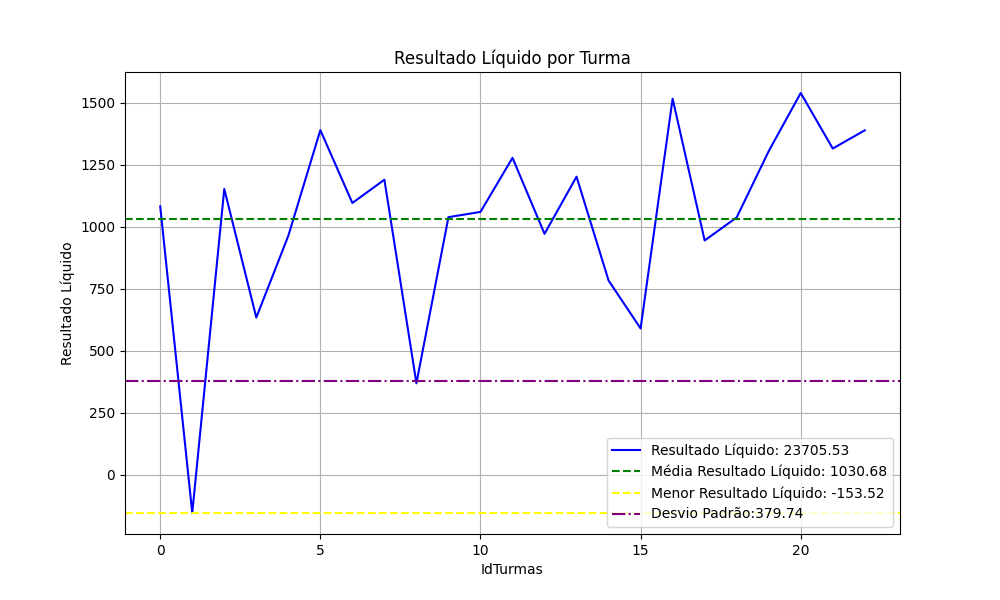 Resultado Líquido por Turma
1500
1250
1000
750
500
250
0
Resultado Líquido
Resultado Líquido: 23705.53
Média Resultado Líquido: 1030.68
Menor Resultado Líquido: -153.52
Desvio Padrão:379.74
0 5 10 15 20
IdTurmas